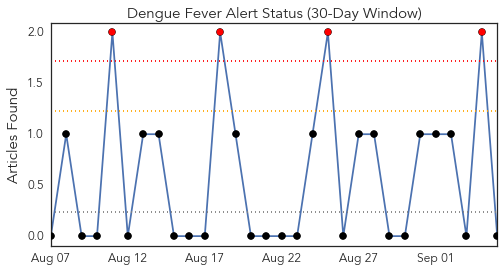 Dengue Fever Alert Status (30-Day Window)
Articles Found
2.0
1.5
1.0
0.5
0.0
Aug 07 Aug 12 Aug 17 Aug 22 Aug 27 Sep 01